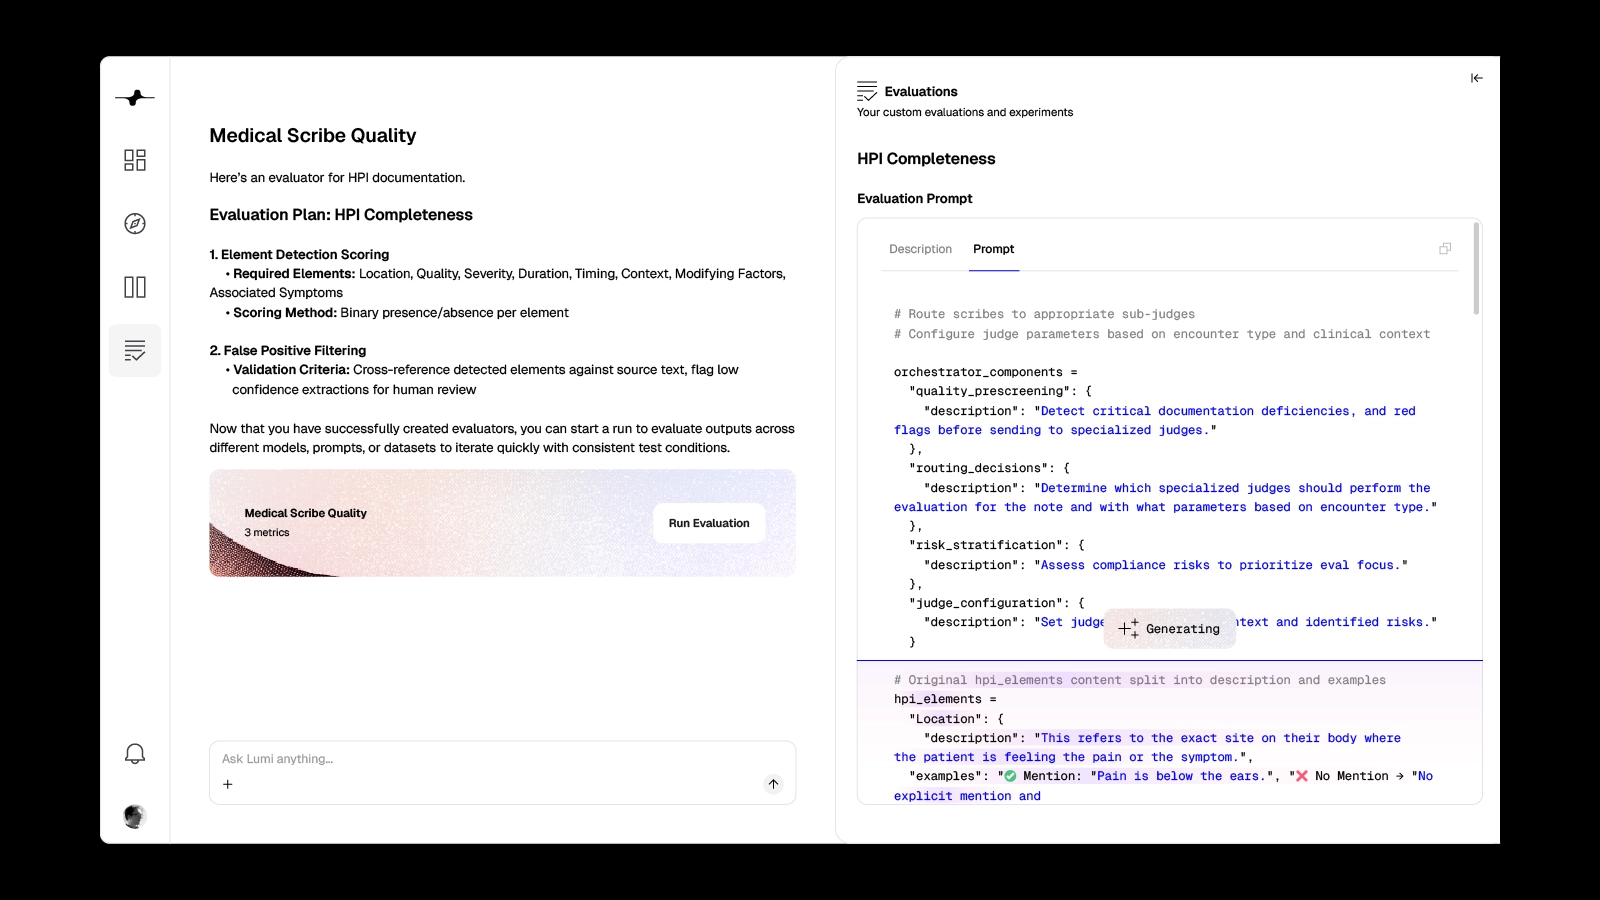 Medical Scribe Quality
Here's an evaluator for HPI documentation.
Evaluation Plan: HPI Completeness
1. Element Detection Scoring
• Required Elements: Location, Quality, Severity, Duration, Timing, Context, Modifying Factors,
Associated Symptoms
• Scoring Method: Binary presence/absence per element
2. False Positive Filtering
• Validation Criteria: Cross-reference detected elements against source text, flag low
confidence extractions for human review
Now that you have successfully created evaluators, you can start a run to evaluate outputs across
different models, prompts, or datasets to iterate quickly with consistent test conditions.
Medical Scribe Quality
3 metrics
Run Evaluation
Ask Lumi anything...
Evaluations
Your custom evaluations and experiments
HPI Completeness
Evaluation Prompt
Description Prompt
# Route scribes to appropriate sub-judges
# Configure judge parameters based on encounter type and clinical context
orchestrator_components =
"quality_prescreening": {
"description": "Detect critical documentation deficiencies, and red
flags before sending to specialized judges."
},
"routing_decisions": {
"description": "Determine which specialized judges should perform the
evaluation for the note and with what parameters based on encounter type."
},
"risk_stratification": {
"description": "Assess compliance risks to prioritize eval focus."
},
"judge_configuration": {
"description": "Set judge ntext and identified risks."
Generating
}
# Original hpi_elements content split into description and examples
hpi_elements =
"Location": {
"description": "This refers to the exact site on their body where
the patient is feeling the pain or the symptom.",
"examples": "✅ Mention: "Pain is below the ears.", "❌ No Mention → "No
explicit mention and